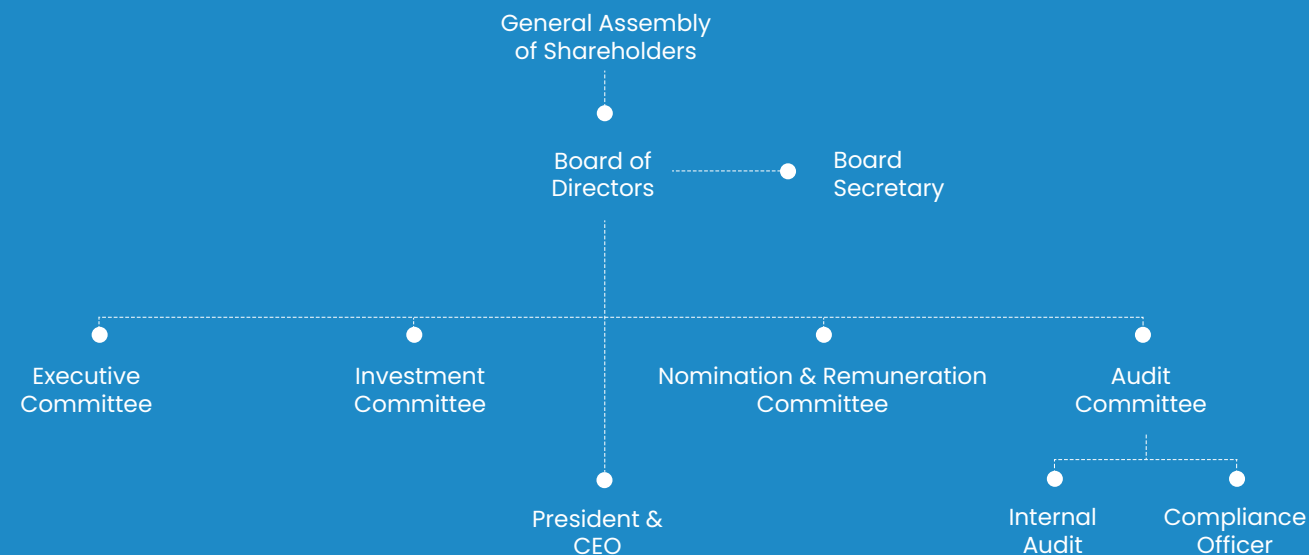 General Assembly
of Shareholders
Board of
Directors
Board
Secretary
Executive
Committee
Investment
Committee
Nomination & Remuneration
Committee
Audit
Committee
President &
CEO
Internal
Audit
Compliance
Officer